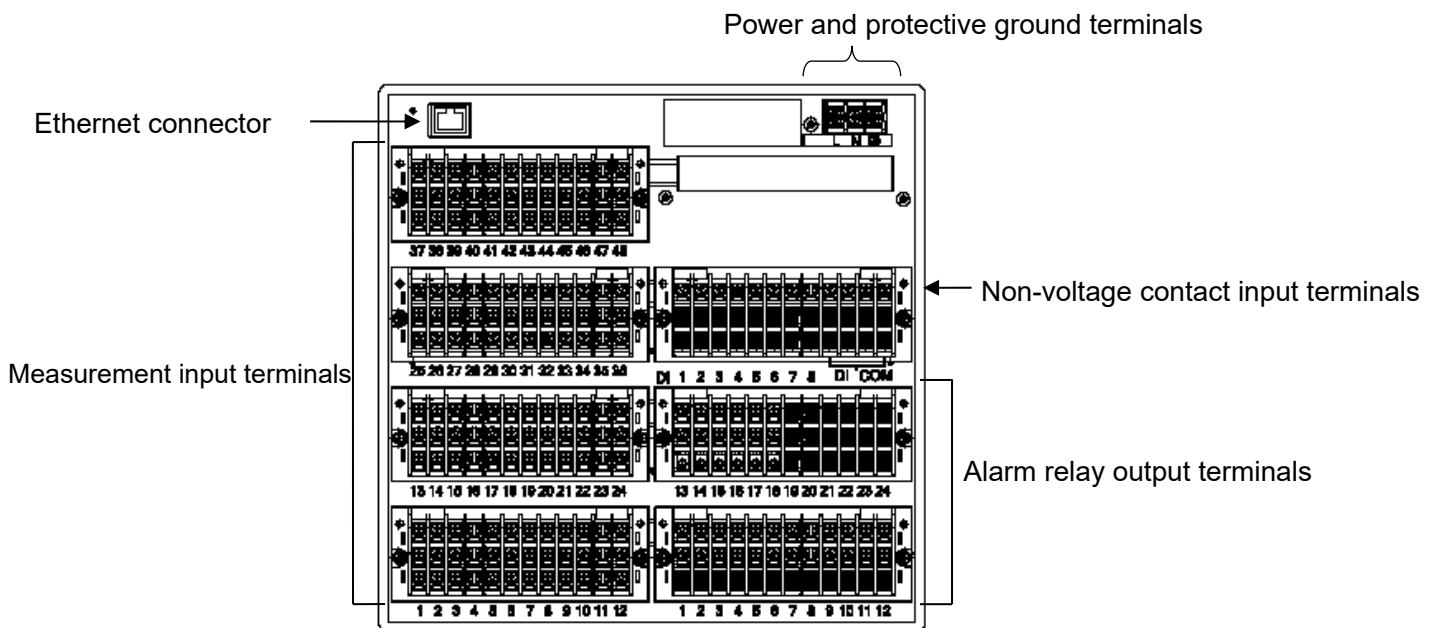 Power and protective ground terminals
Ethernet connector
L N
37 38 39 40 41 42 43 44 45 46 47 48
Non-voltage contact input terminals
25 26 27 28 29 30 31 32 33 34 35 36
DI 1 2 3 4 5 6 7 8 DI COM
Measurement input terminals
13 14 15 16 17 18 19 20 21 22 23 24
13 14 15 16 17 18 19 20 21 22 23 24
Alarm relay output terminals
1 2 3 4 5 6 7 8 9 10 11 12
1 2 3 4 5 6 7 8 9 10 11 12